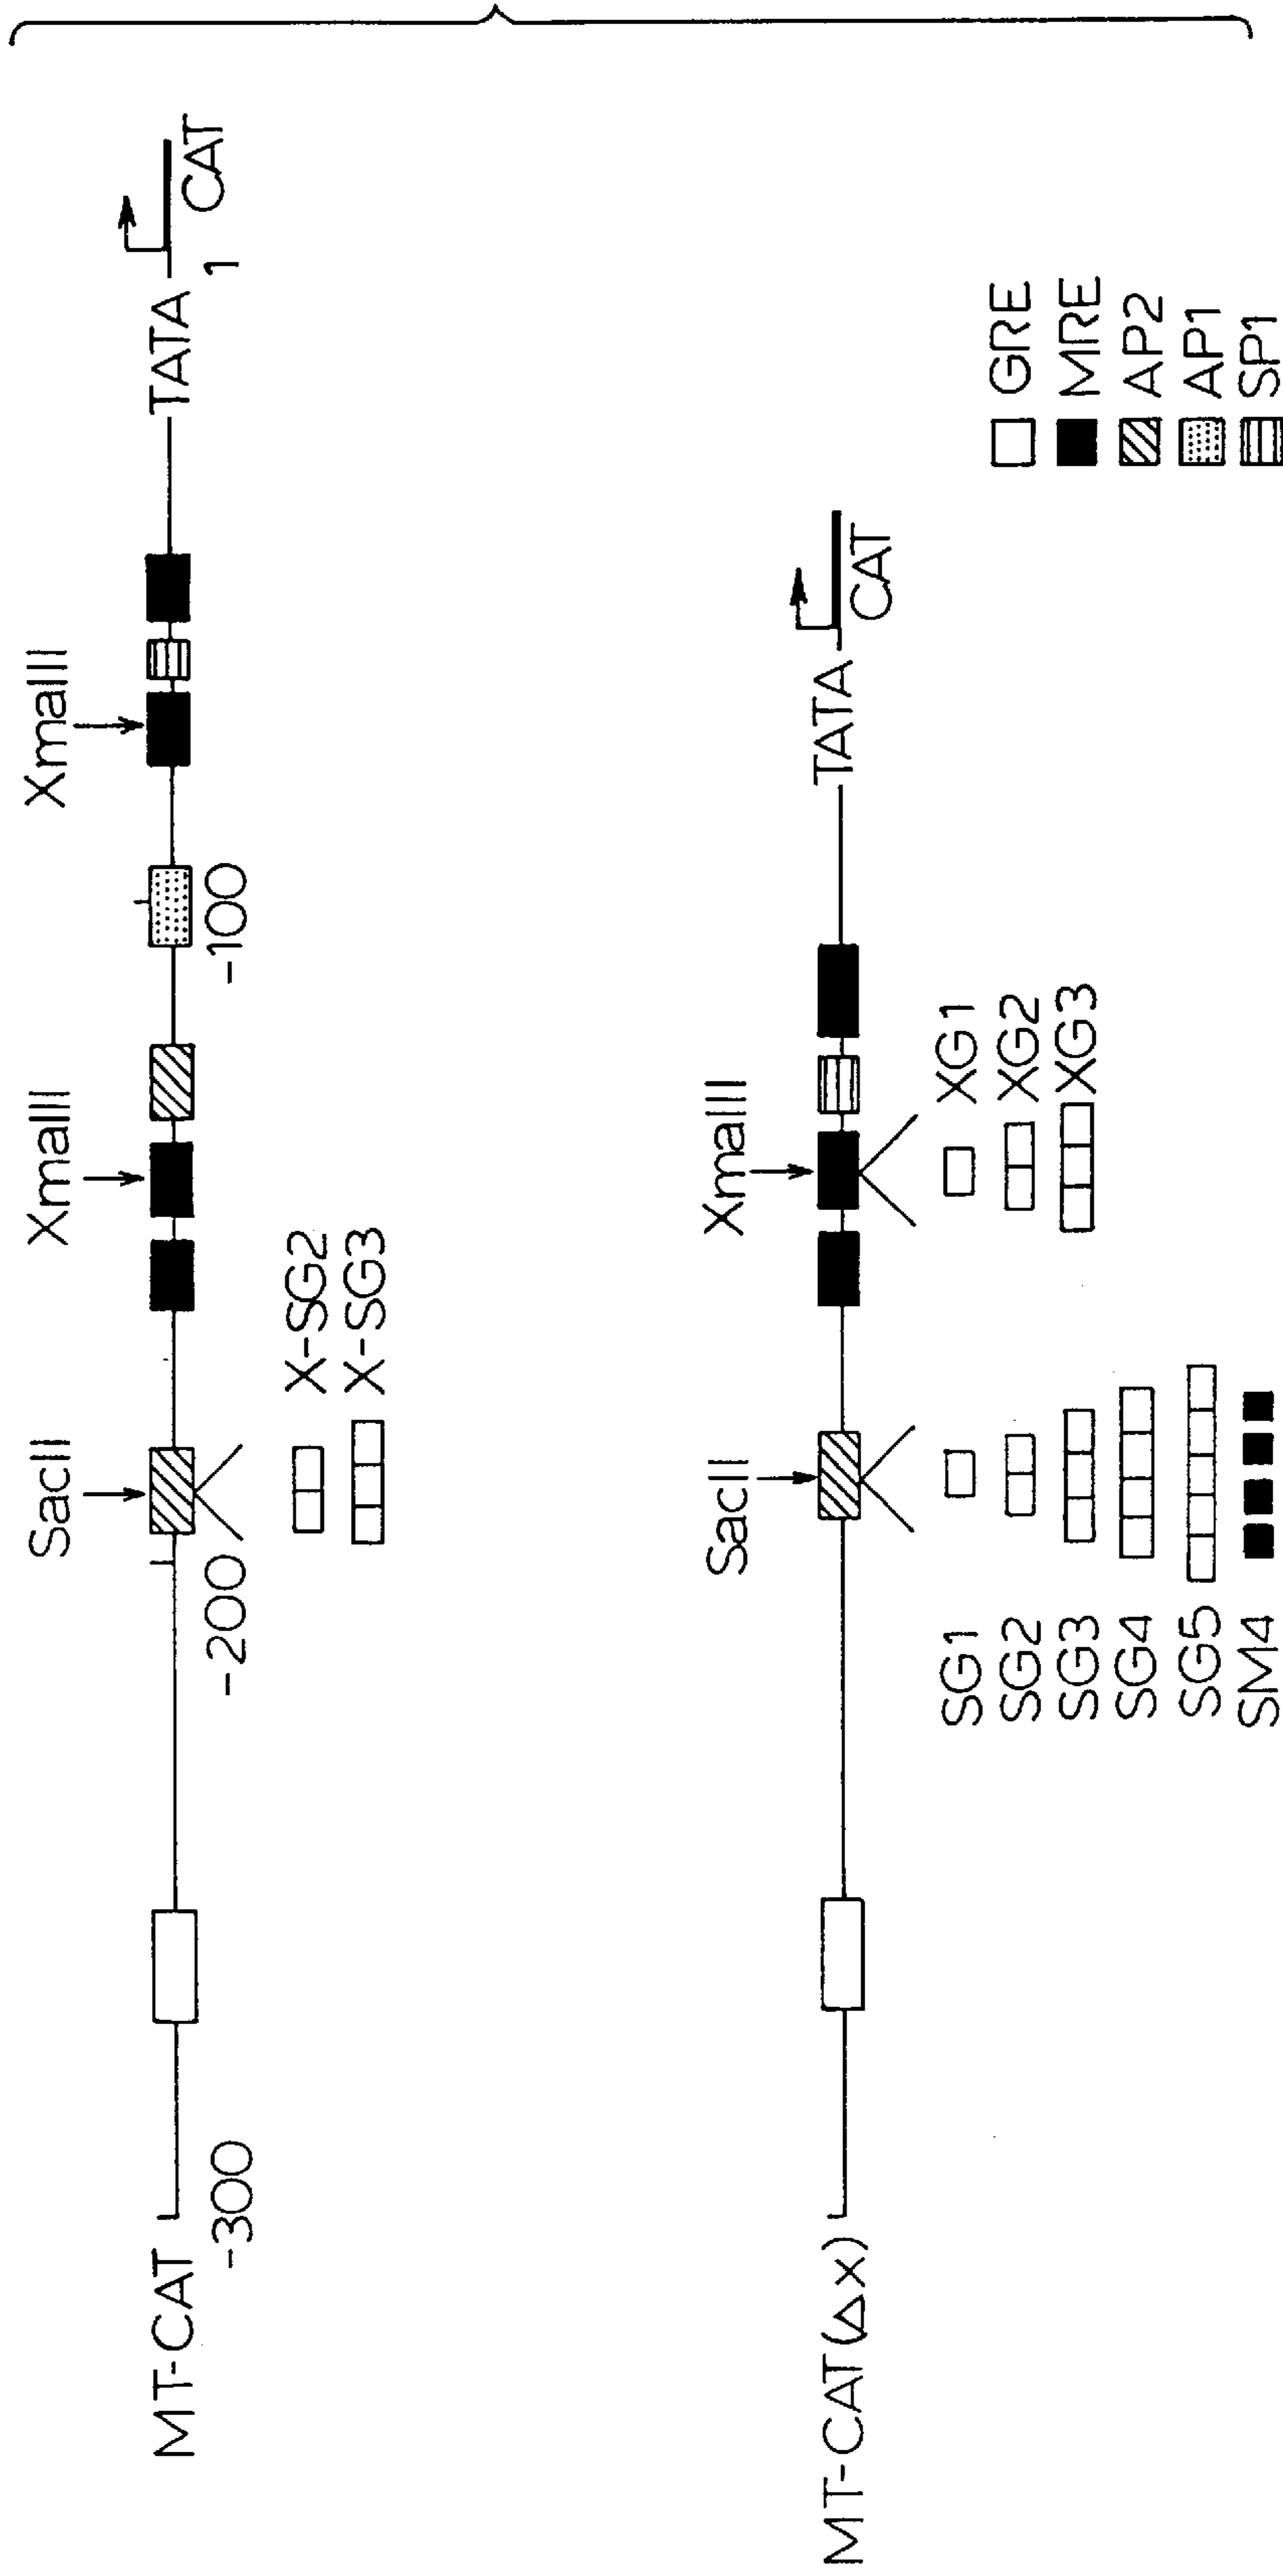 SacII XmaIII XmaIII
MT-CAT TATA CAT
-300 -200 -100 1
X-SG2
X-SG3
SacII XmaIII
MT-CAT(Δx) TATA CAT
SG1 XG1 GRE
SG2 XG2 MRE
SG3 XG3 AP2
SG4 AP1
SG5 SP1
SM4